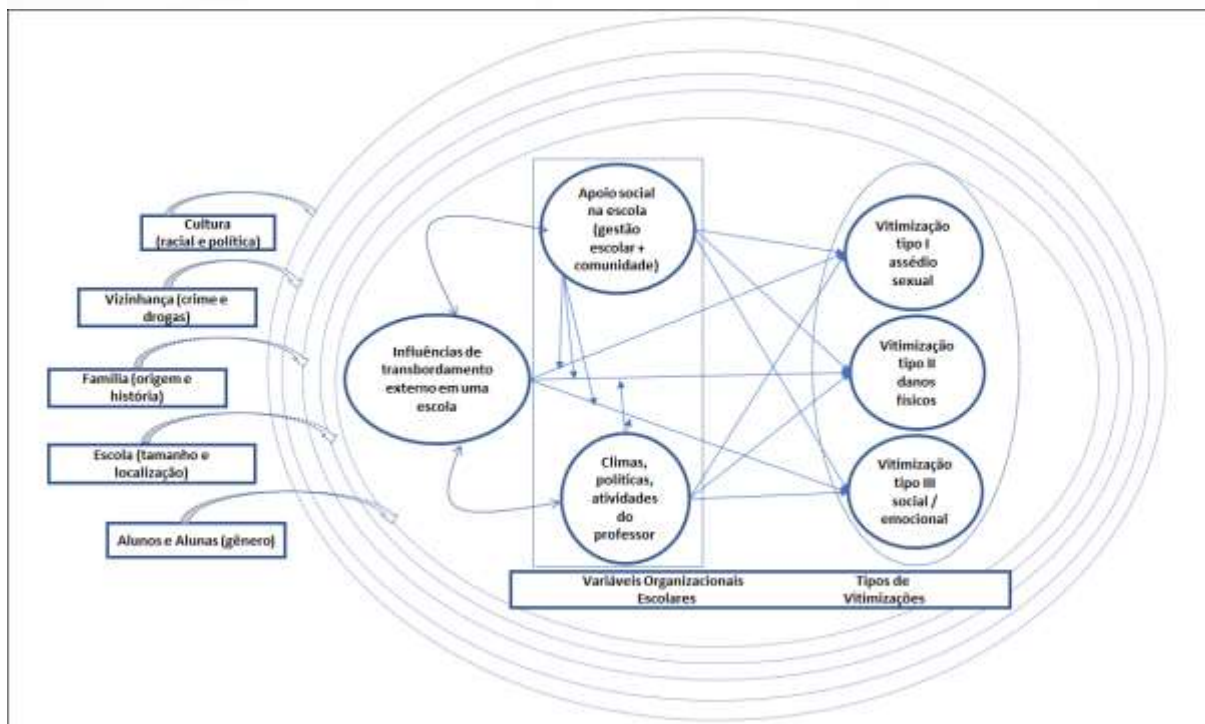 Cultura
(racial e política)
Vizinhança (crime e
drogas)
Família (origem e
história)
Escola (tamanho e
localização)
Alunos e Alunas (gênero)
Influências de
transbordamento
externo em uma
escola
Apoio social
na escola
(gestão
escolar +
comunidade)
Climas,
políticas,
atividades
do
professor
Vitimização
tipo I
assédio
sexual
Vitimização
tipo II
danos
físicos
Vitimização
tipo III
social /
emocional
Variáveis Organizacionais
Escolares
Tipos de
Vitimizações